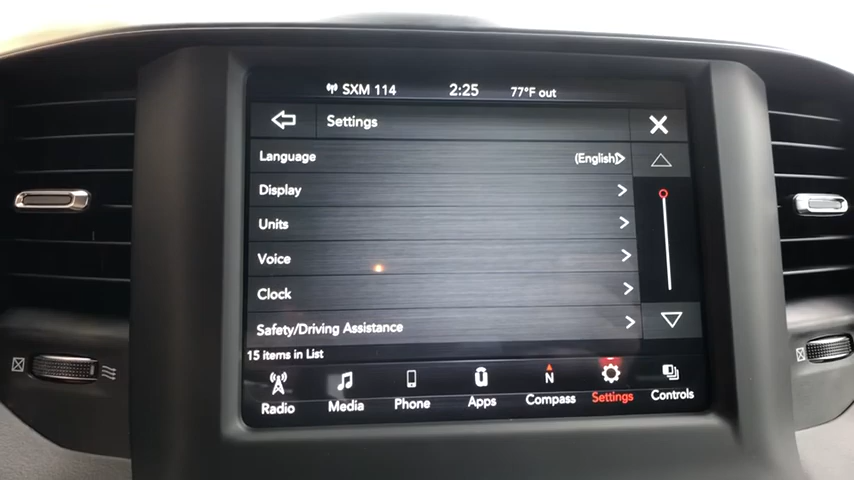 SXM 114 2:25 77°F out
Settings X
Language (English)
Display
Units
Voice
Clock
Safety/Driving Assistance
15 items in List
N
Radio Media Phone Apps Compass Settings Controls